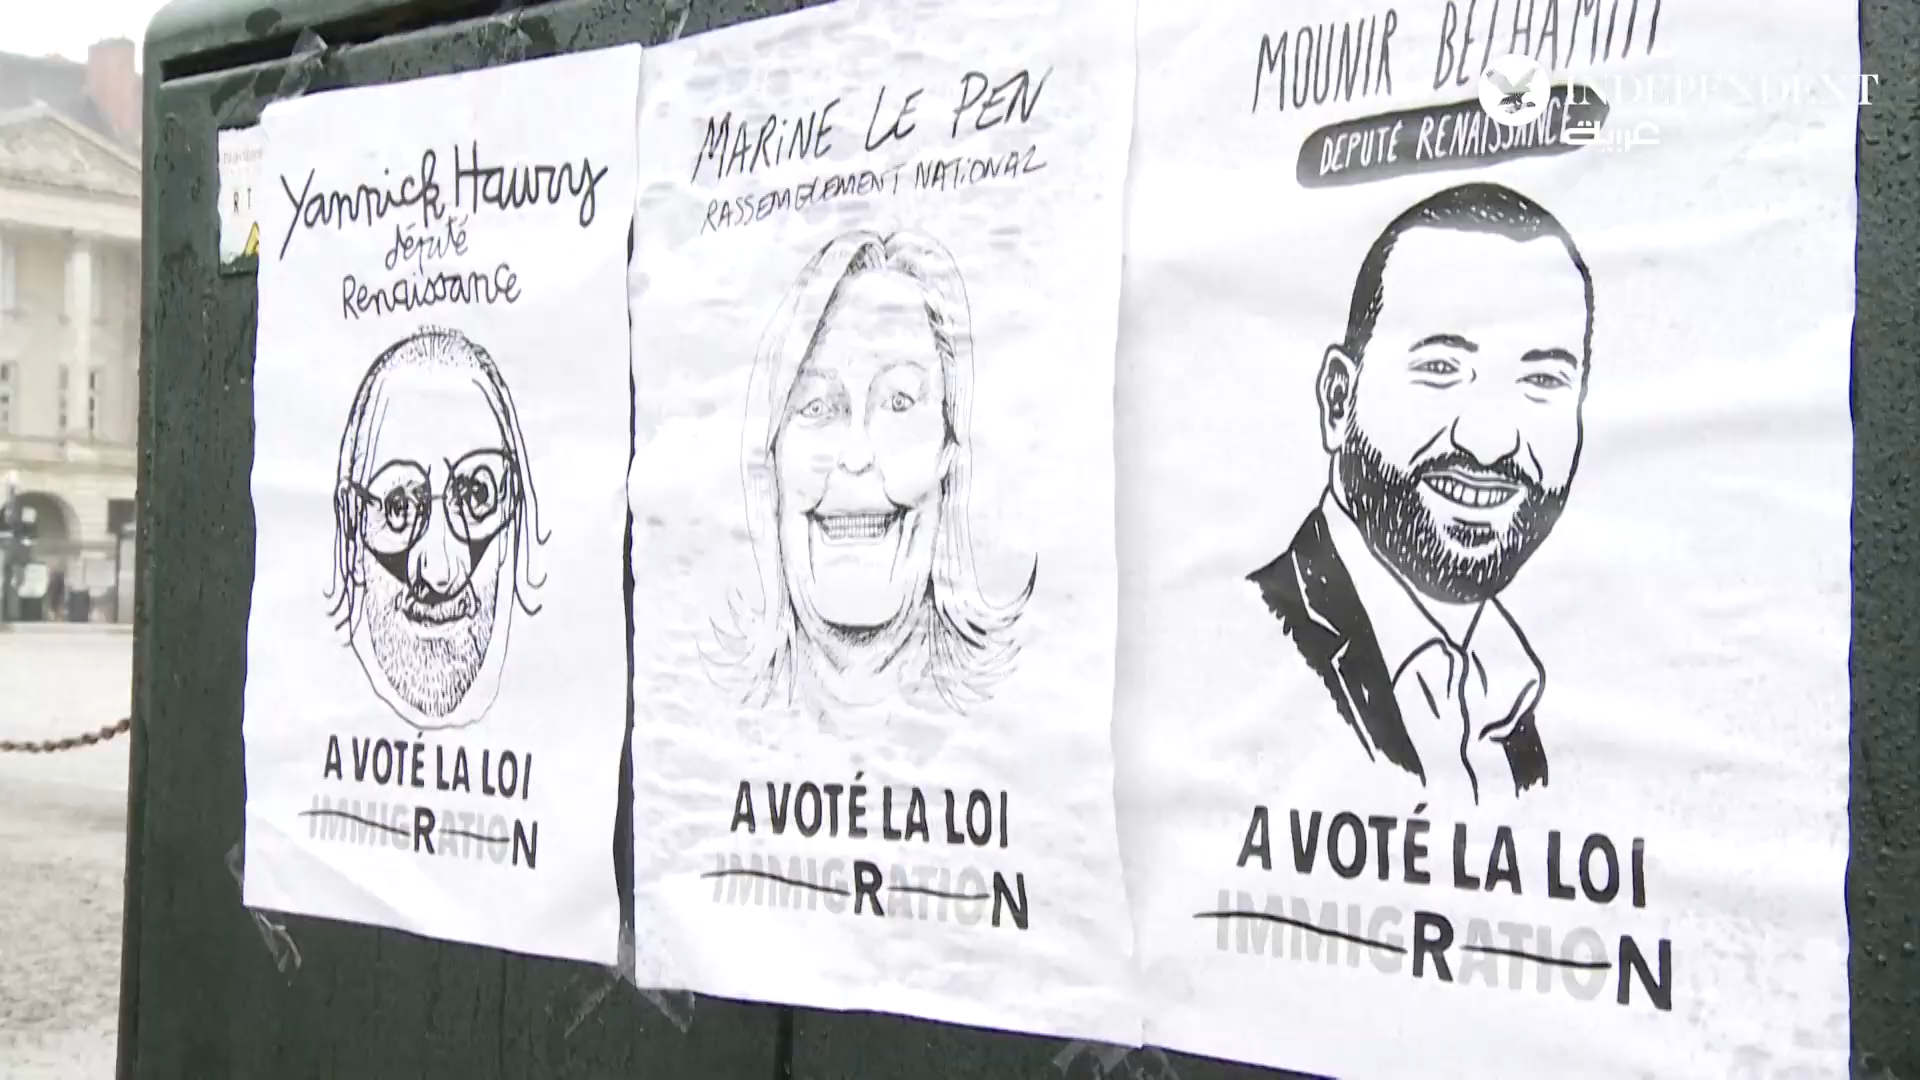 Yannick Haury
député
Renaissance
A VOTÉ LA LOI
IMMIGRATION
MARINE LE PEN
RASSEMBLEMENT NATIONAL
A VOTÉ LA LOI
IMMIGRATION
MOUNIR BELHAMITI
DÉPUTÉ RENAISSANCE
A VOTÉ LA LOI
IMMIGRATION
INDEPENDENT
عربية
R T